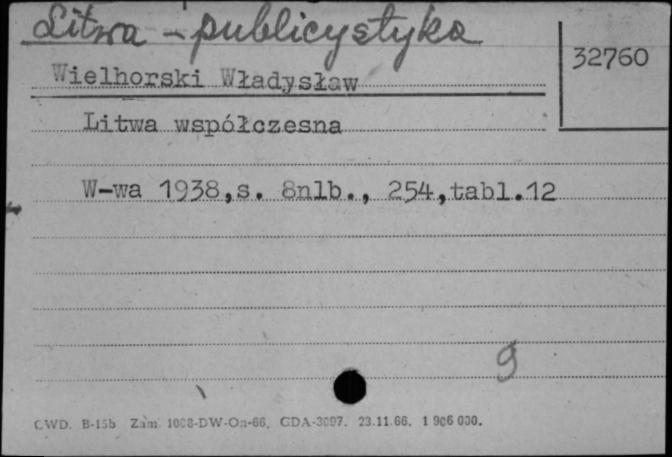 Litwa - publicystyka
32760
Wielhorski Władysław
Litwa współczesna
W-wa 1938,s. 8nlb., 254,tabl.12
9
CWD. B-15b Zam. 1008-DW-On-66. CDA-3097. 23.11.66. 1 906 000.